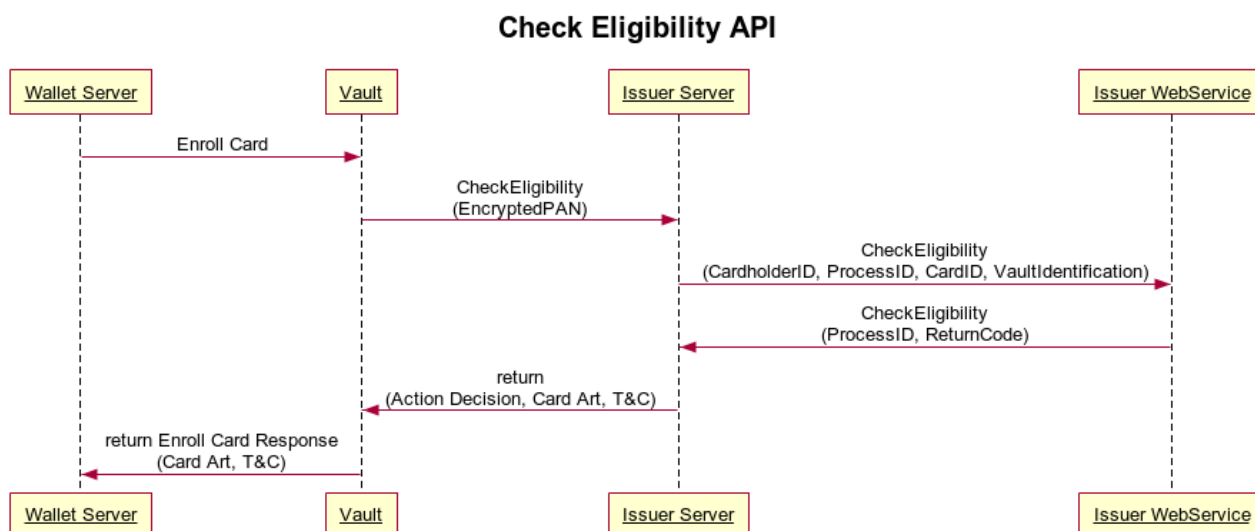 Check Eligibility API
Wallet Server
Vault
Issuer Server
Issuer WebService
Enroll Card
CheckEligibility
(EncryptedPAN)
CheckEligibility
(CardholderID, ProcessID, CardID, VaultIdentification)
CheckEligibility
(ProcessID, ReturnCode)
return
(Action Decision, Card Art, T&C)
return Enroll Card Response
(Card Art, T&C)
Wallet Server
Vault
Issuer Server
Issuer WebService